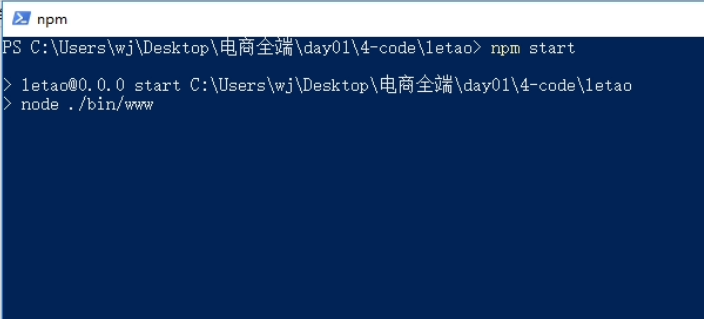 npm
PS C:\Users\wj\Desktop\电商全端\day01\4-code\letao> npm start
> letao@0.0.0 start C:\Users\wj\Desktop\电商全端\day01\4-code\letao
> node ./bin/www